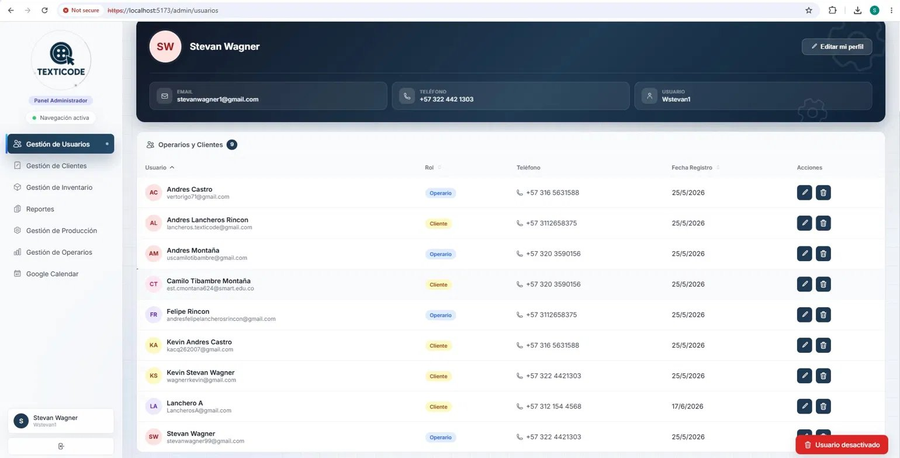 Not secure https://localhost:5173/admin/usuarios S
TEXTICODE
Panel Administrador
Navegación activa
Gestión de Usuarios
Gestión de Clientes
Gestión de Inventario
Reportes
Gestión de Producción
Gestión de Operarios
Google Calendar
S Stevan Wagner
Wstevan1
SW Stevan Wagner
Editar mi perfil
EMAIL
stevanwagner1@gmail.com
TELÉFONO
+57 322 442 1303
USUARIO
Wstevan1
Operarios y Clientes 9
Usuario Rol Teléfono Fecha Registro Acciones
AC Andres Castro Operario +57 316 5631588 25/5/2026
vertorigo71@gmail.com
AL Andres Lancheros Rincon Cliente +57 3112658375 25/5/2026
lancheros.texticode@gmail.com
AM Andres Montaña Operario +57 320 3590156 25/5/2026
uscamilotibambre@gmail.com
CT Camilo Tibambre Montaña Cliente +57 320 3590156 25/5/2026
est.cmontana624@smart.edu.co
FR Felipe Rincon Operario +57 3112658375 25/5/2026
andresfelipelancherosrincon@gmail.com
KA Kevin Andres Castro Cliente +57 316 5631588 25/5/2026
kacq262007@gmail.com
KS Kevin Stevan Wagner Cliente +57 322 4421303 25/5/2026
wagnerrkevin@gmail.com
LA Lanchero A Cliente +57 312 154 4568 17/6/2026
LancherosA@gmail.com
SW Stevan Wagner Operario +57 322 4421303 25/5/2026
stevanwagner99@gmail.com
Usuario desactivado